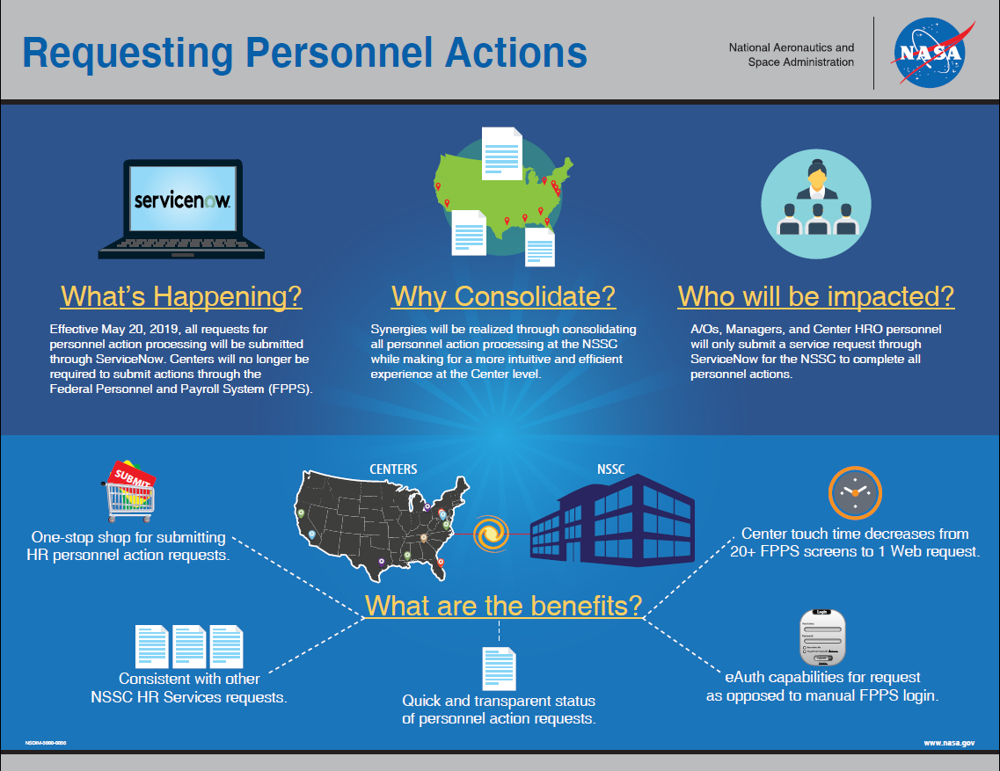 Requesting Personnel Actions
National Aeronautics and
Space Administration
NASA
servicenow
What's Happening?
Effective May 20, 2019, all requests for
personnel action processing will be submitted
through ServiceNow. Centers will no longer be
required to submit actions through the
Federal Personnel and Payroll System (FPPS).
Why Consolidate?
Synergies will be realized through consolidating
all personnel action processing at the NSSC
while making for a more intuitive and efficient
experience at the Center level.
Who will be impacted?
A/Os, Managers, and Center HRO personnel
will only submit a service request through
ServiceNow for the NSSC to complete all
personnel actions.
SUBMIT
One-stop shop for submitting
HR personnel action requests.
CENTERS
NSSC
Center touch time decreases from
20+ FPPS screens to 1 Web request.
What are the benefits?
Consistent with other
NSSC HR Services requests.
Quick and transparent status
of personnel action requests.
Login
eAuth capabilities for request
as opposed to manual FPPS login.
www.nasa.gov